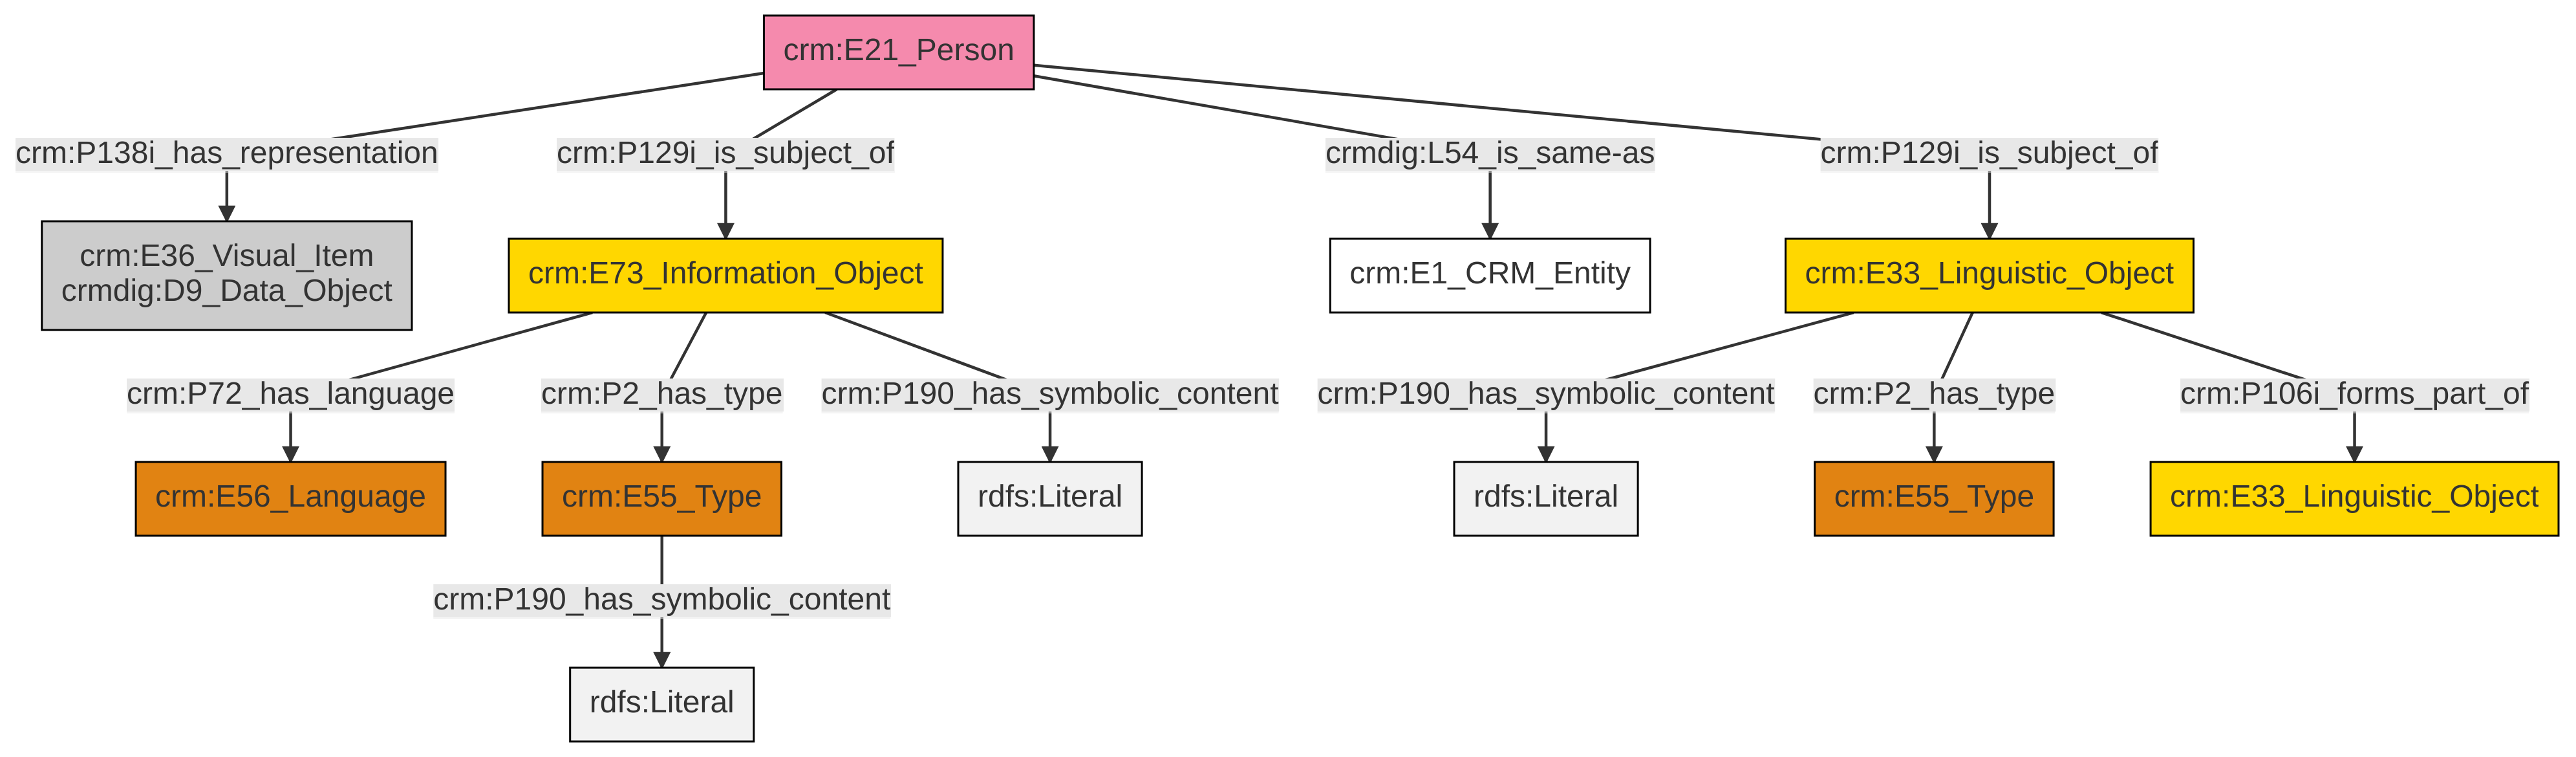 crm:E21_Person
crm:P138i_has_representation
crm:P129i_is_subject_of
crmdig:L54_is_same-as
crm:P129i_is_subject_of
crm:E36_Visual_Item
crmdig:D9_Data_Object
crm:E73_Information_Object
crm:E1_CRM_Entity
crm:E33_Linguistic_Object
crm:P72_has_language
crm:P2_has_type
crm:P190_has_symbolic_content
crm:P190_has_symbolic_content
crm:P2_has_type
crm:P106i_forms_part_of
crm:E56_Language
crm:E55_Type
rdfs:Literal
rdfs:Literal
crm:E55_Type
crm:E33_Linguistic_Object
crm:P190_has_symbolic_content
rdfs:Literal